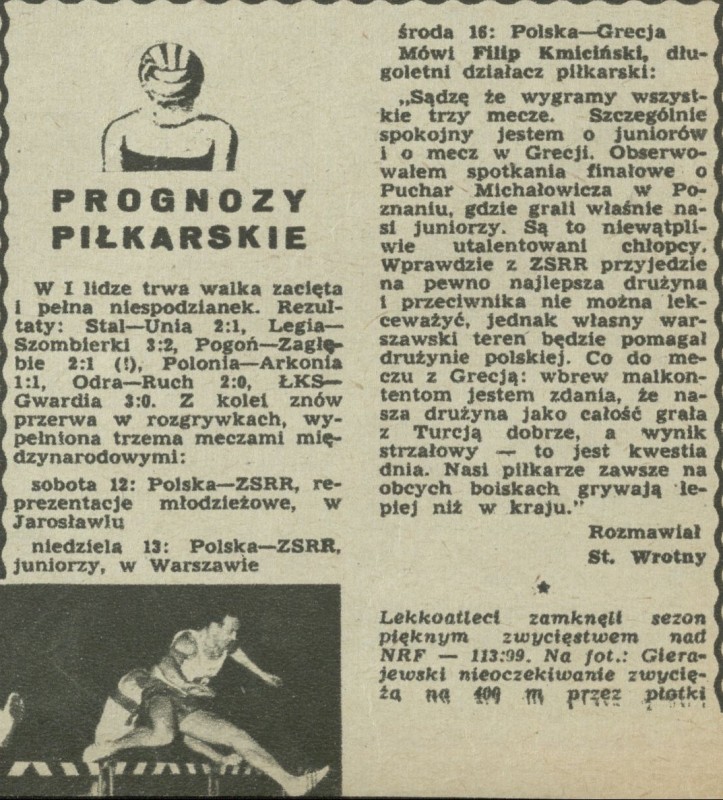 PROGNOZY
PIŁKARSKIE
W I lidze trwa walka zacięta
i pełna niespodzianek. Rezul-
taty: Stal—Unia 2:1, Legia—
Szombierki 3:2, Pogoń—Zagłę-
bie 2:1 (!), Polonia—Arkonia
1:1, Odra—Ruch 2:0, ŁKS—
Gwardia 3:0. Z kolei znów
przerwa w rozgrywkach, wy-
pełniona trzema meczami mię-
dzynarodowymi:
sobota 12: Polska—ZSRR, re-
prezentacje młodzieżowe, w
Jarosławiu
niedziela 13: Polska—ZSRR,
juniorzy, w Warszawie
środa 16: Polska—Grecja
Mówi Filip Kmiciński, dłu-
goletni działacz piłkarski:
„Sądzę że wygramy wszyst-
kie trzy mecze. Szczególnie
spokojny jestem o juniorów
i o mecz w Grecji. Obserwo-
wałem spotkania finałowe o
Puchar Michałowicza w Po-
znaniu, gdzie grali właśnie na-
si juniorzy. Są to niewątpli-
wie utalentowani chłopcy.
Wprawdzie z ZSRR przyjedzie
na pewno najlepsza drużyna
i przeciwnika nie można lek-
ceważyć, jednak własny war-
szawski teren będzie pomagał
drużynie polskiej. Co do me-
czu z Grecją: wbrew malkon-
tentom jestem zdania, że na-
sza drużyna jako całość grała
z Turcją dobrze, a wynik
strzałowy — to jest kwestia
dnia. Nasi piłkarze zawsze na
obcych boiskach grywają le-
piej niż w kraju.”
Rozmawiał
St. Wrotny
Lekkoatleci zamknęli sezon
pięknym zwycięstwem nad
NRF — 113:99. Na fot.: Giera-
jewski nieoczekiwanie zwycię-
ża na 400 m przez płotki